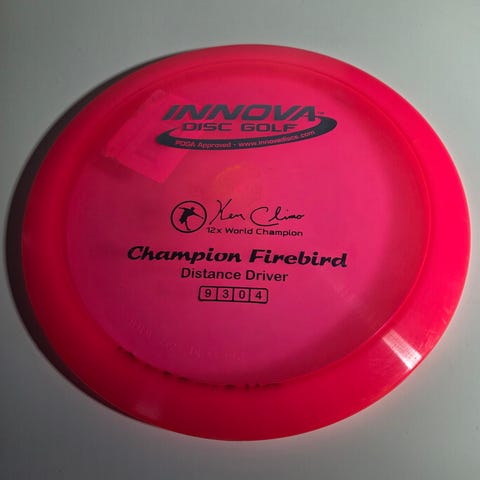 INNOVA™
DISC GOLF
PDGA Approved • www.innovadiscs.com
Ken Climo
12x World Champion
Champion Firebird
Distance Driver
9 3 0 4